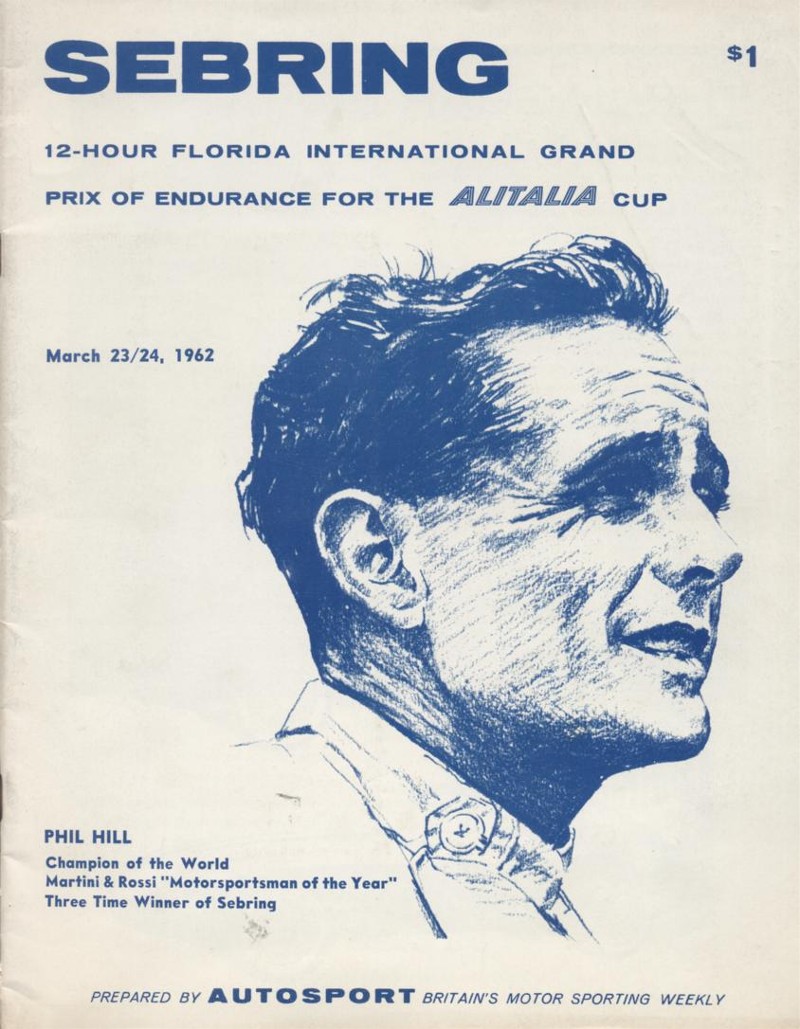 SEBRING
$1
12-HOUR FLORIDA INTERNATIONAL GRAND
PRIX OF ENDURANCE FOR THE ALITALIA CUP
March 23/24, 1962
PHIL HILL
Champion of the World
Martini & Rossi "Motorsportsman of the Year"
Three Time Winner of Sebring
PREPARED BY AUTOSPORT BRITAIN'S MOTOR SPORTING WEEKLY